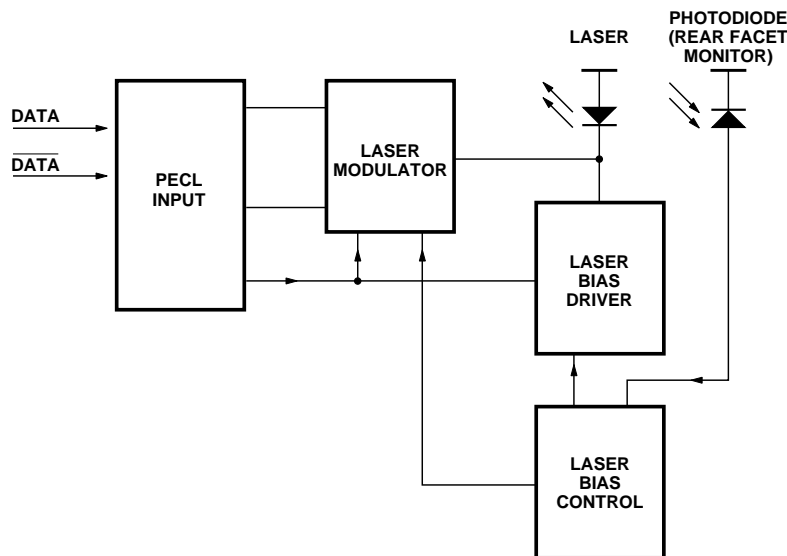 PHOTODIODE
(REAR FACET
MONITOR)
LASER
DATA
DATA
PECL
INPUT
LASER
MODULATOR
LASER
BIAS
DRIVER
LASER
BIAS
CONTROL